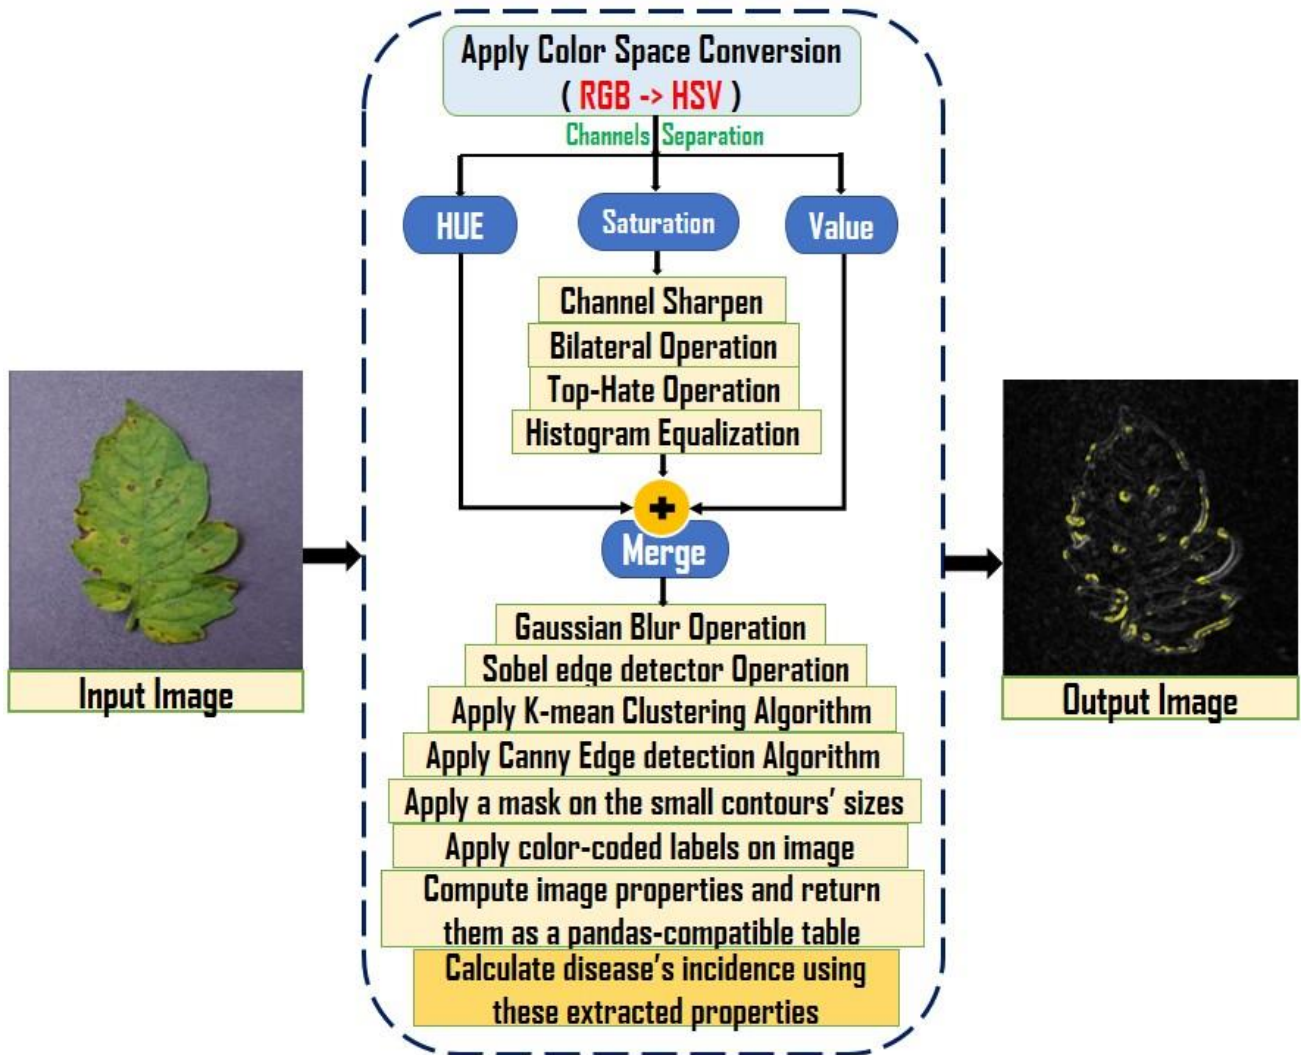 Apply Color Space Conversion
( RGB -> HSV )
Channels Separation
HUE
Saturation
Value
Channel Sharpen
Bilateral Operation
Top-Hate Operation
Histogram Equalization
Merge
Gaussian Blur Operation
Sobel edge detector Operation
Apply K-mean Clustering Algorithm
Apply Canny Edge detection Algorithm
Apply a mask on the small contours’ sizes
Apply color-coded labels on image
Compute image properties and return
them as a pandas-compatible table
Calculate disease’s incidence using
these extracted properties
Input Image
Output Image